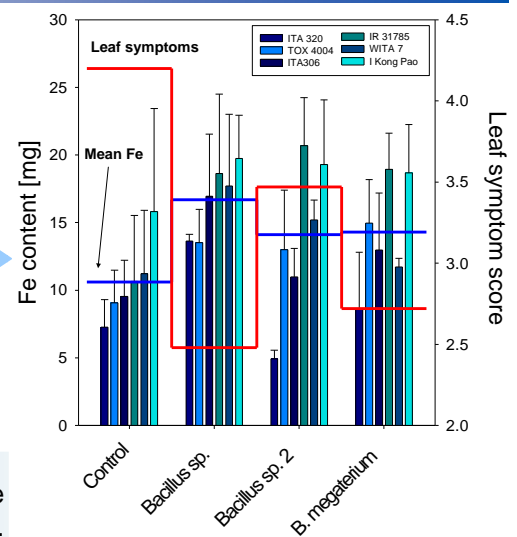 30
25
20
15
10
5
0
Fe content [mg]
Leaf symptoms
Mean Fe
ITA 320
TOX 4004
ITA306
IR 31785
WITA 7
I Kong Pao
4.5
4.0
3.5
3.0
2.5
2.0
Leaf symptom score
Control
Bacillus sp.
Bacillus sp. 2
B. megaterium
e